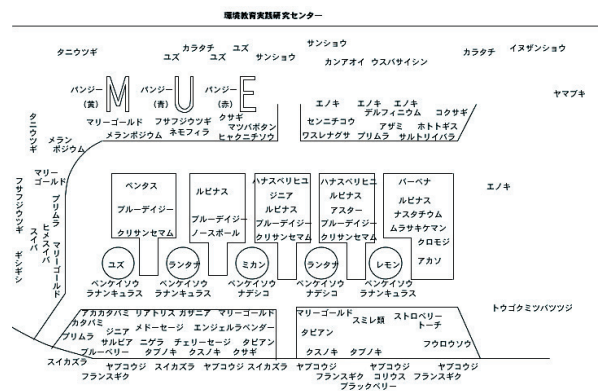 環境教育実践研究センター
タニウツギ
カラタチ
ユズ
ユズ
ユズ
サンショウ
サンショウ
カンアオイ
ウスバサイシン
カラタチ
イヌザンショウ
ヤマブキ
パンジー
(黄)
M
パンジー
(青)
U
パンジー
(赤)
E
マリーゴールド
メランポジウム
フサフジウツギ
ネモフィラ
クサギ
マツバボタン
ヒャクニチソウ
エノキ
エノキ
エノキ
センニチコウ
デルフィニウム
コクサギ
アザミ
ホトトギス
ワスレナグサ
プリムラ
サルトリイバラ
タニウツギ
メラン
ポジウム
マリー
ゴールド
フサフジウツギ
プリムラ
ヒメスイバ
スイバ
マリーゴールド
ギシギシ
ペンタス
ブルーデイジー
クリサンセマム
ルピナス
ブルーデイジー
ノースポール
ハナスベリヒユ
ジニア
ルピナス
ブルーデイジー
クリサンセマム
ハナスベリヒユ
ルピナス
アスター
ブルーデイジー
クリサンセマム
バーベナ
ルピナス
ナスタチウム
ムラサキケマン
クロモジ
アカソ
エノキ
ユズ
ランタナ
ミカン
ランタナ
レモン
ベンケイソウ
ラナンキュラス
ベンケイソウ
ラナンキュラス
ベンケイソウ
ナデシコ
ベンケイソウ
ナデシコ
ベンケイソウ
ラナンキュラス
トウゴクミツバツツジ
アカカタバミ
リアトリス
ガザニア
マリーゴールド
カタバミ
ジニア
メドーセージ
エンジェルラベンダー
プリムラ
サルビア
ニゲラ
チェリーセージ
タピアン
ブルーベリー
タブノキ
クスノキ
クサギ
マリーゴールド
スミレ類
ストロベリー
トーチ
タピアン
フウロウソウ
クスノキ
タブノキ
スイカズラ
ヤブコウジ
スイカズラ
ヤブコウジ
スイカズラ
ヤブコウジ
ヤブコウジ
ヤブコウジ
フランスギク
フランスギク
フランスギク
コリウス
フランスギク
ブラックベリー